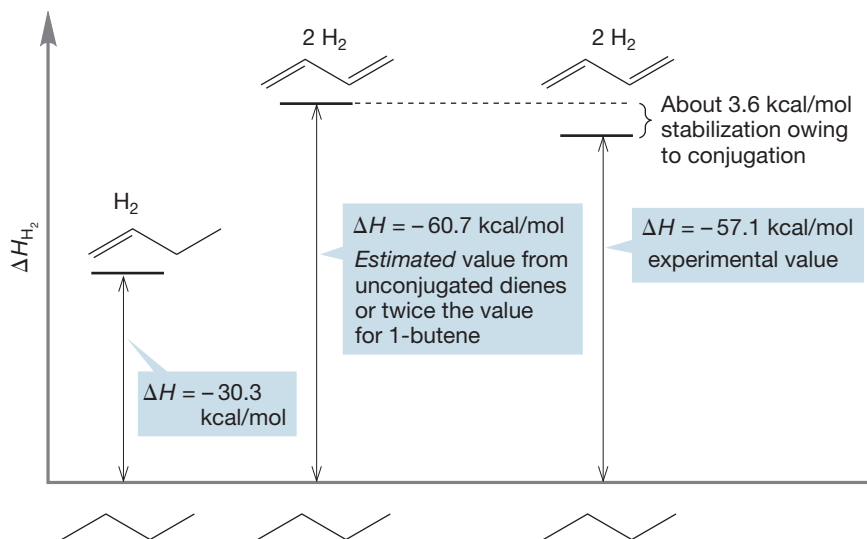 2 H₂
2 H₂
About 3.6 kcal/mol
stabilization owing
to conjugation
H₂
ΔH_H₂
ΔH = – 60.7 kcal/mol
Estimated value from
unconjugated dienes
or twice the value
for 1-butene
ΔH = – 57.1 kcal/mol
experimental value
ΔH = – 30.3
kcal/mol